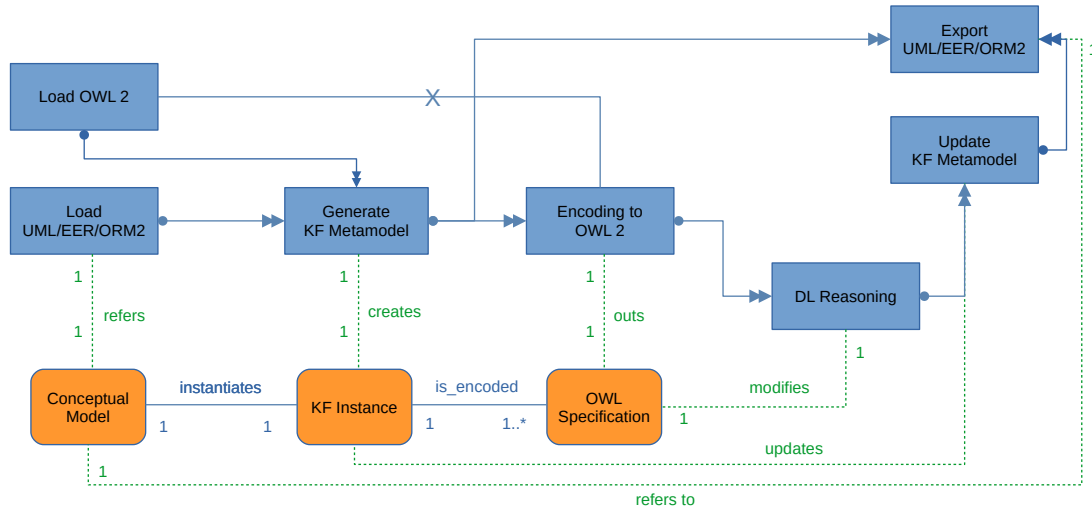 Export
UML/EER/ORM2
1
Load OWL 2
X
Update
KF Metamodel
Load
UML/EER/ORM2
Generate
KF Metamodel
Encoding to
OWL 2
DL Reasoning
1
1
1
refers
creates
outs
1
1
1
1
modifies
Conceptual
Model
instantiates
KF Instance
is_encoded
OWL
Specification
1
1
1
1..*
1
updates
1
refers to